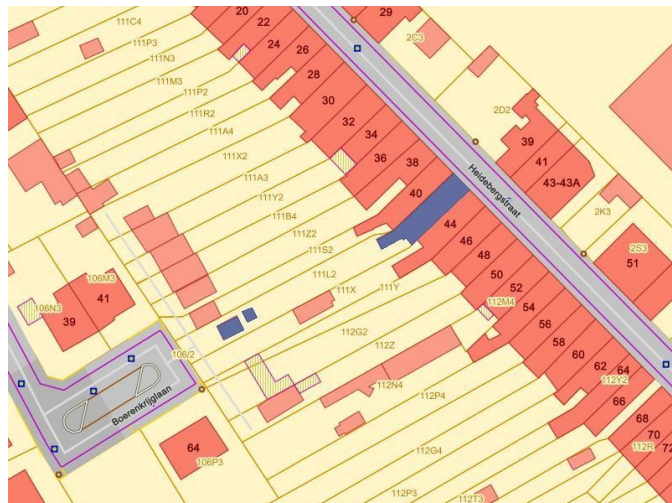 20
22
29
111C4
24
26
2C3
111P3
111N3
28
111M3
30
111P2
2D2
111R2
32
34
39
111A4
36
38
41
111X2
43-43A
40
111A3
Heidebergstraat
111Y2
2K3
111B4
44
111Z2
46
2S3
111S2
48
51
111L2
50
106M3
111X
111Y
52
41
112M4
54
106N3
39
56
112G2
58
112Z
60
106/2
62
64
112Y2
112N4
66
112P4
Boerenkrijglaan
68
64
70
112G4
112R
72
106P3
112P3
112T3